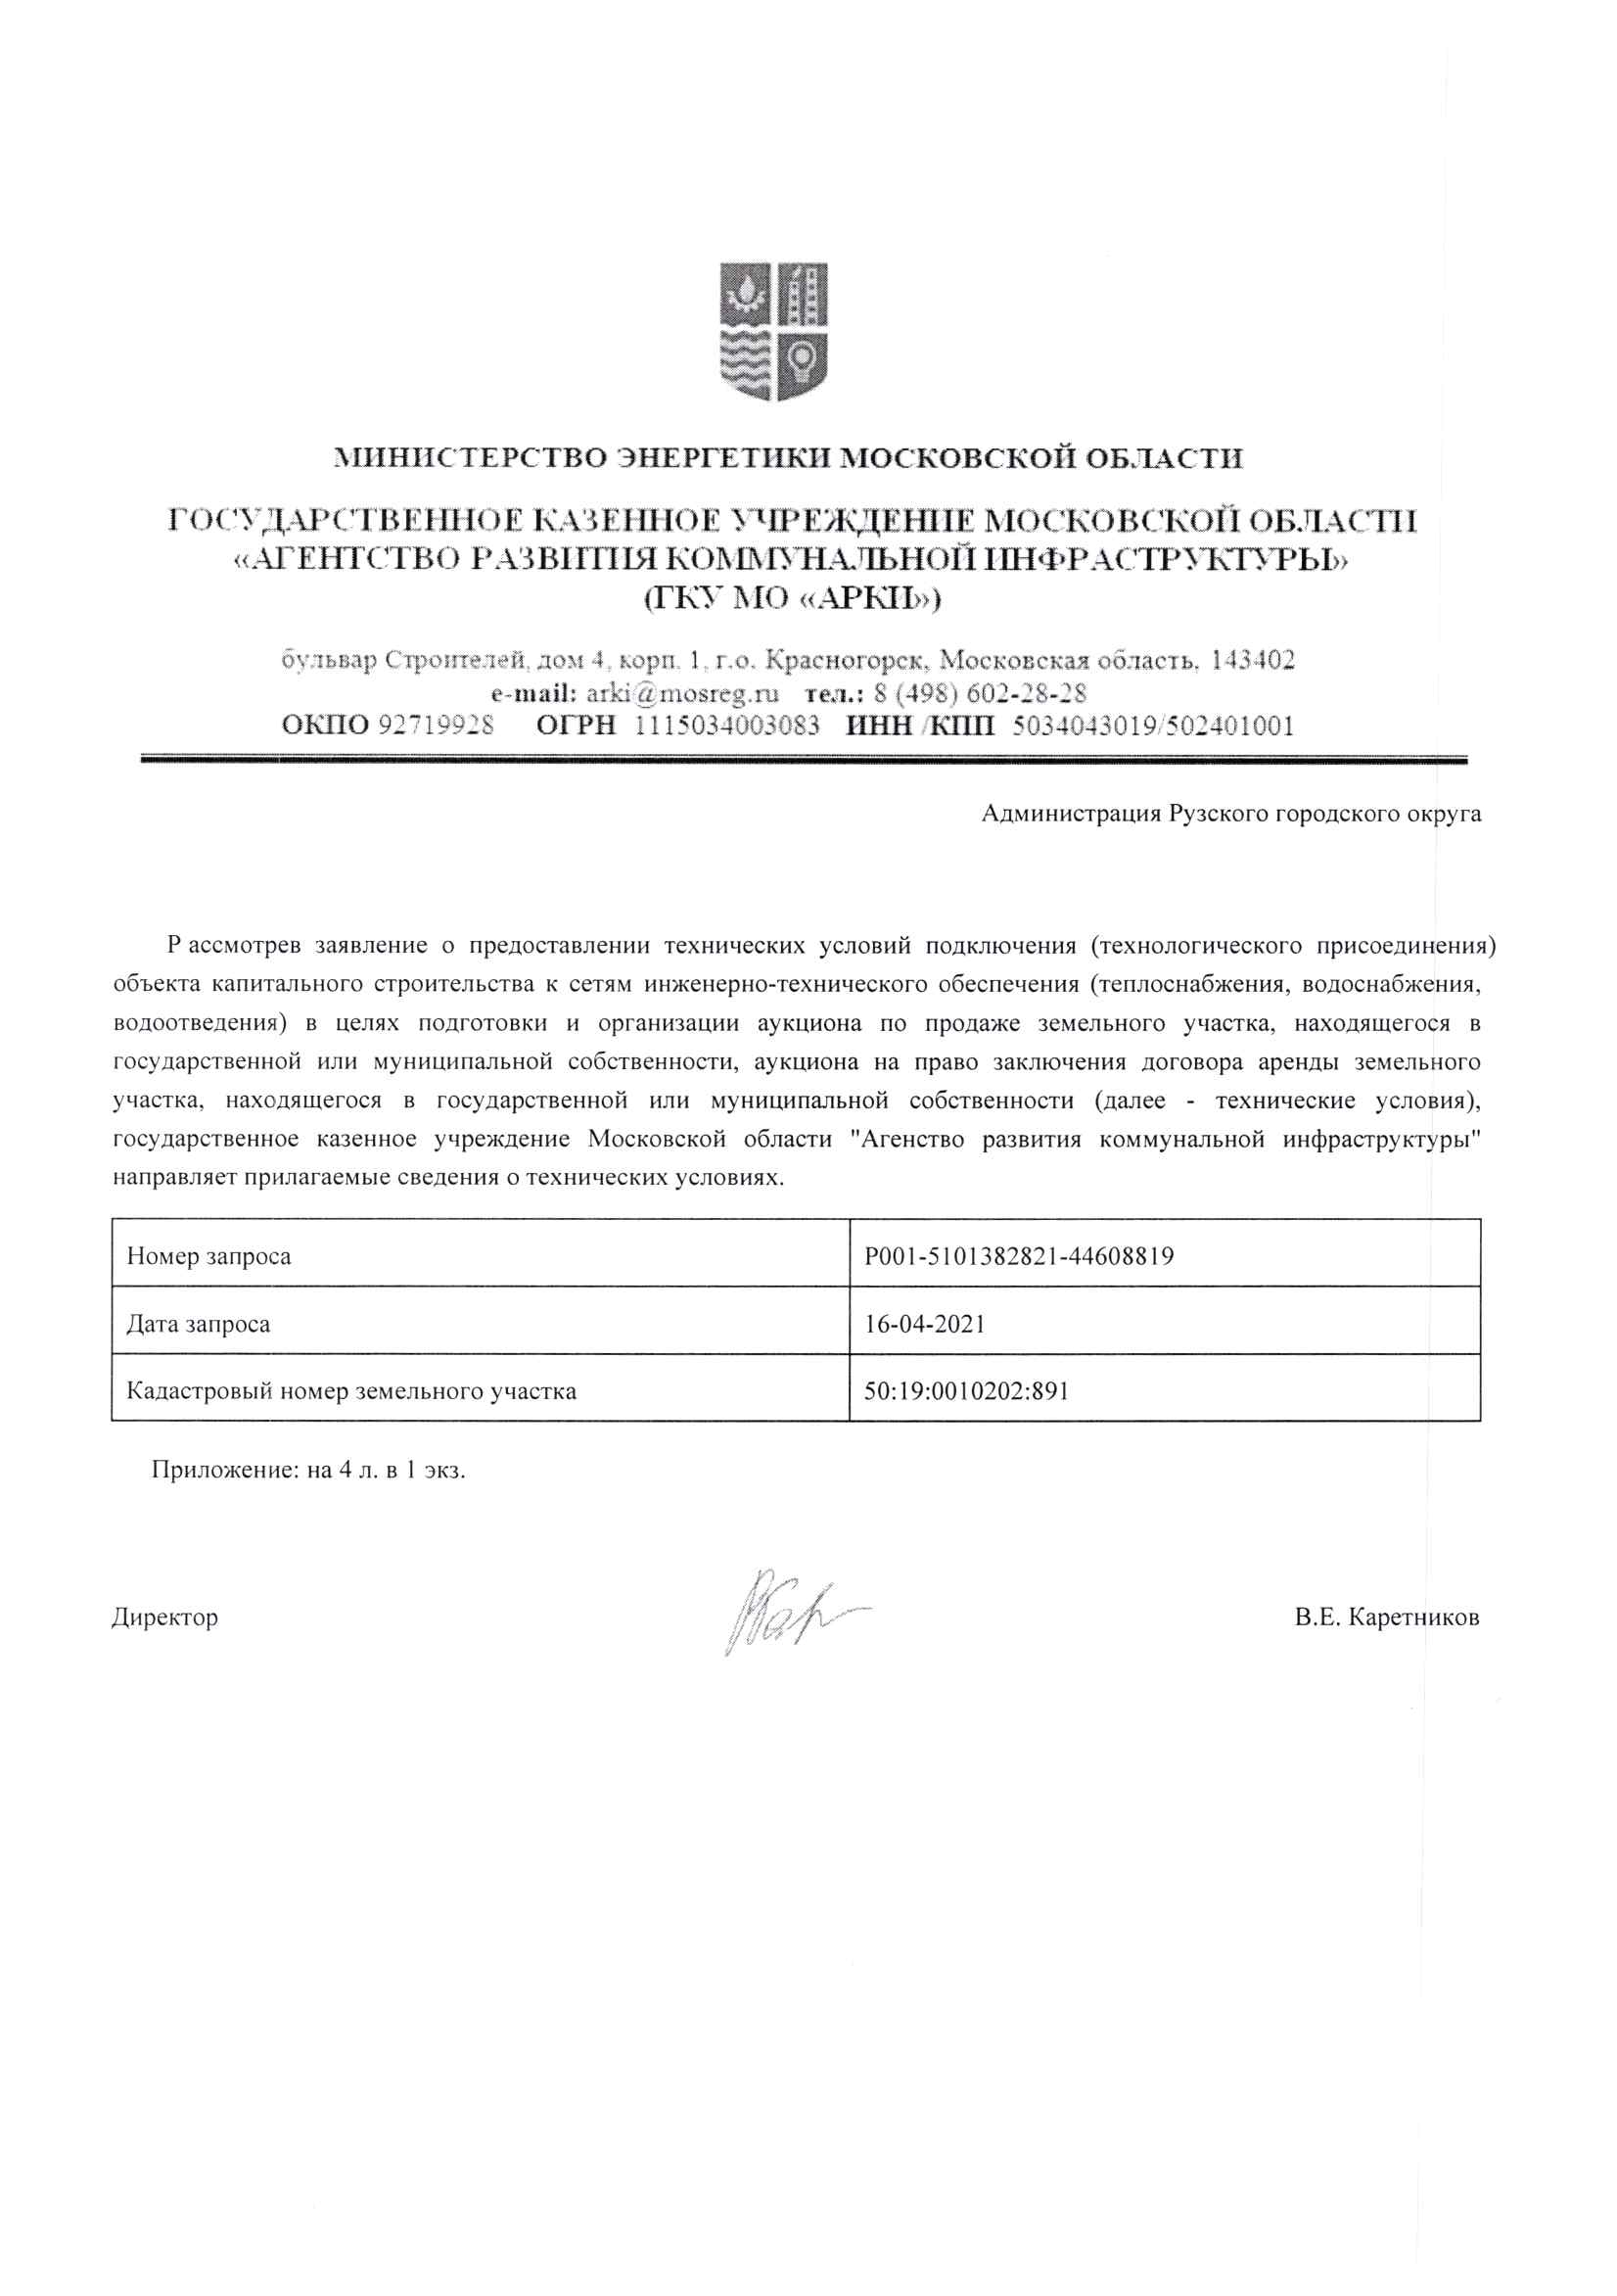 МИНИСТЕРСТВО ЭНЕРГЕТИКИ МОСКОВСКОЙ ОБЛАСТИ
ГОСУДАРСТВЕННОЕ КАЗЕННОЕ УЧРЕЖДЕНИЕ МОСКОВСКОЙ ОБЛАСТИ
«АГЕНТСТВО РАЗВИТИЯ КОММУНАЛЬНОЙ ИНФРАСТРУКТУРЫ»
(ГКУ МО «АРКИ»)
бульвар Строителей, дом 4, корп. 1, г.о. Красногорск, Московская область, 143402
e-mail: arki@mosreg.ru тел.: 8 (498) 602-28-28
ОКПО 92719928 ОГРН 1115034003083 ИНН /КПП 5034043019/502401001
Администрация Рузского городского округа
Р ассмотрев заявление о предоставлении технических условий подключения (технологического присоединения)
объекта капитального строительства к сетям инженерно-технического обеспечения (теплоснабжения, водоснабжения,
водоотведения) в целях подготовки и организации аукциона по продаже земельного участка, находящегося в
государственной или муниципальной собственности, аукциона на право заключения договора аренды земельного
участка, находящегося в государственной или муниципальной собственности (далее - технические условия),
государственное казенное учреждение Московской области "Агенство развития коммунальной инфраструктуры"
направляет прилагаемые сведения о технических условиях.
Номер запроса P001-5101382821-44608819
Дата запроса 16-04-2021
Кадастровый номер земельного участка 50:19:0010202:891
Приложение: на 4 л. в 1 экз.
Директор В.Е. Каретников